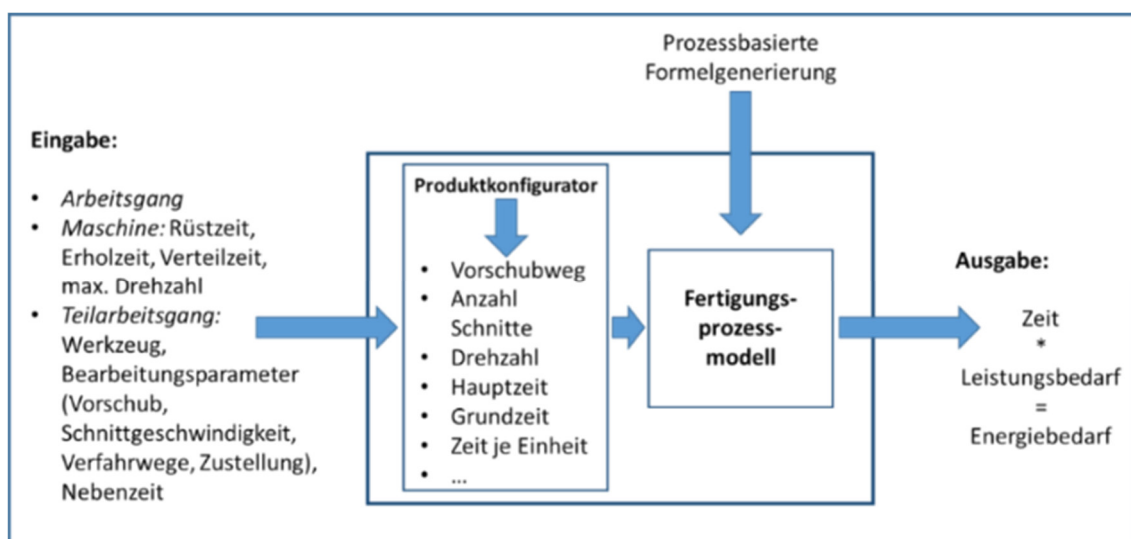 Prozessbasierte
Formelgenerierung
Eingabe:
• Arbeitsgang
• Maschine: Rüstzeit,
Erholzeit, Verteilzeit,
max. Drehzahl
• Teilarbeitsgang:
Werkzeug,
Bearbeitungsparameter
(Vorschub,
Schnittgeschwindigkeit,
Verfahrwege, Zustellung),
Nebenzeit
Produktkonfigurator
• Vorschubweg
• Anzahl
Schnitte
• Drehzahl
• Hauptzeit
• Grundzeit
• Zeit je Einheit
• ...
Fertigungs-
prozess-
modell
Ausgabe:
Zeit
*
Leistungsbedarf
=
Energiebedarf